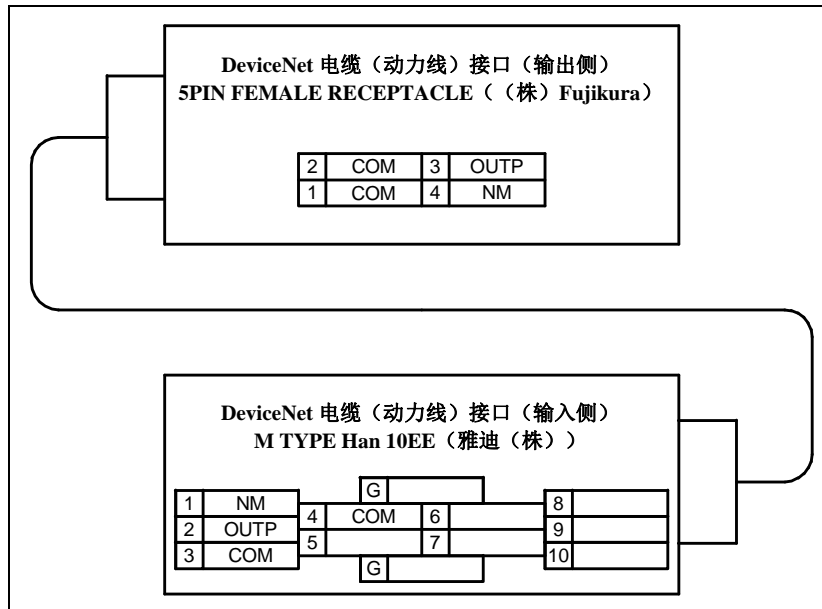 DeviceNet 电缆（动力线）接口（输出侧）
5PIN FEMALE RECEPTACLE（（株）Fujikura）
2 COM 3 OUTP
1 COM 4 NM
DeviceNet 电缆（动力线）接口（输入侧）
M TYPE Han 10EE（雅迪（株））
G
1 NM 8
4 COM 6
2 OUTP 9
5 7
3 COM 10
G